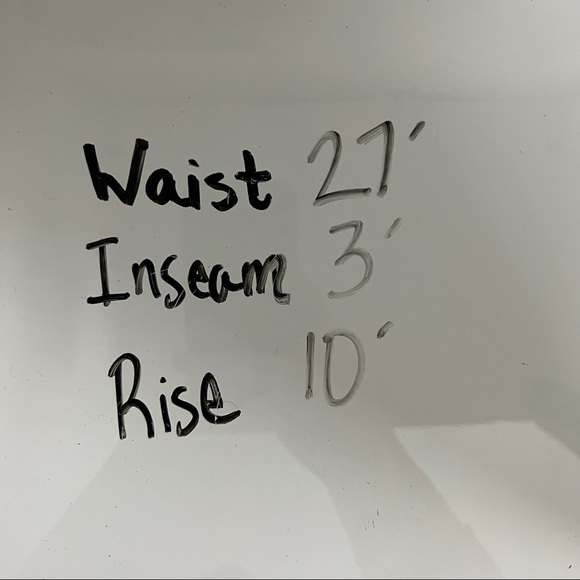 Waist 27'
Inseam 3'
Rise 10'